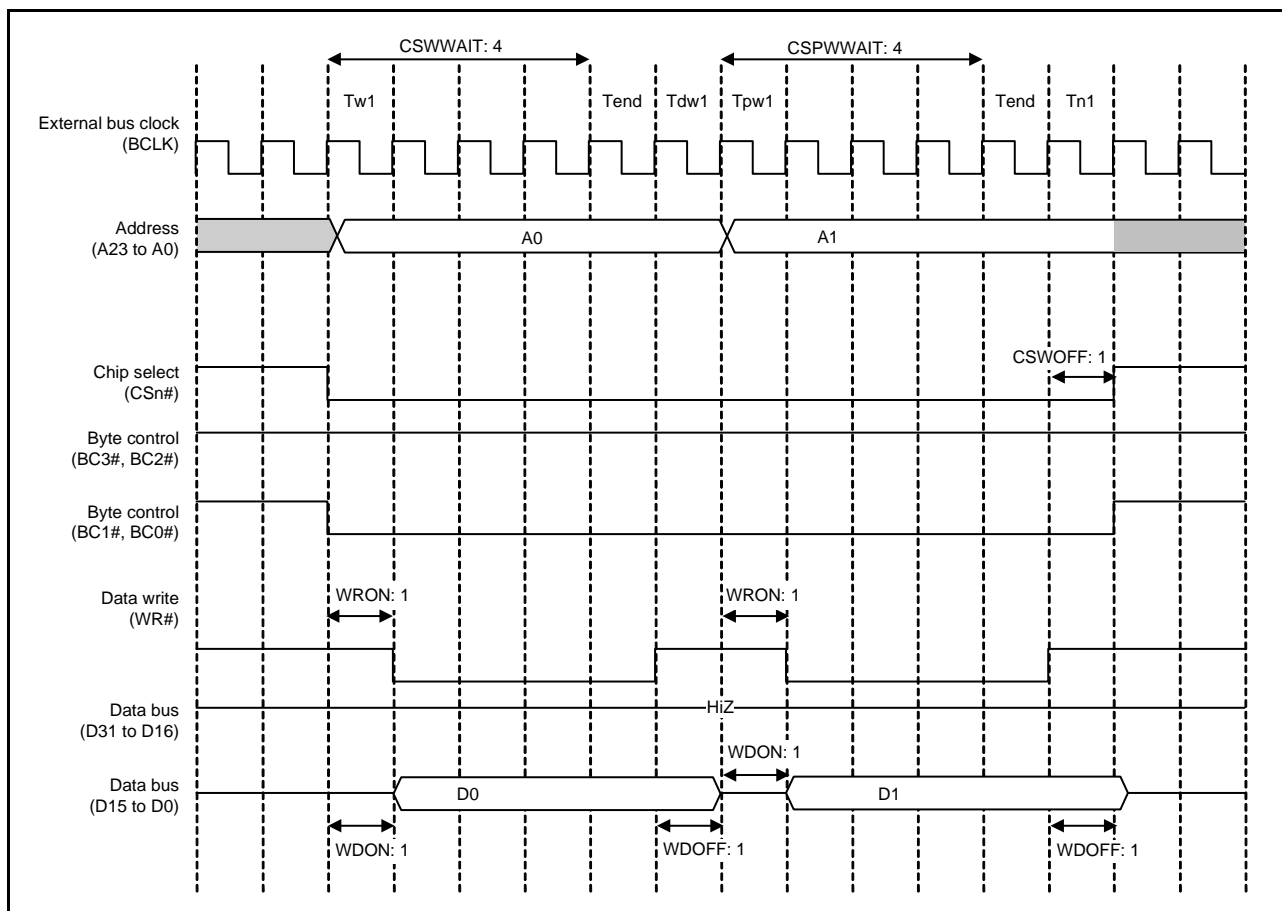 CSWWAIT: 4
CSPWWAIT: 4
Tw1
Tend
Tdw1
Tpw1
Tend
Tn1
External bus clock
(BCLK)
Address
(A23 to A0)
A0
A1
CSWOFF: 1
Chip select
(CSn#)
Byte control
(BC3#, BC2#)
Byte control
(BC1#, BC0#)
Data write
(WR#)
WRON: 1
WRON: 1
Data bus
(D31 to D16)
HiZ
WDON: 1
Data bus
(D15 to D0)
D0
D1
WDON: 1
WDOFF: 1
WDOFF: 1